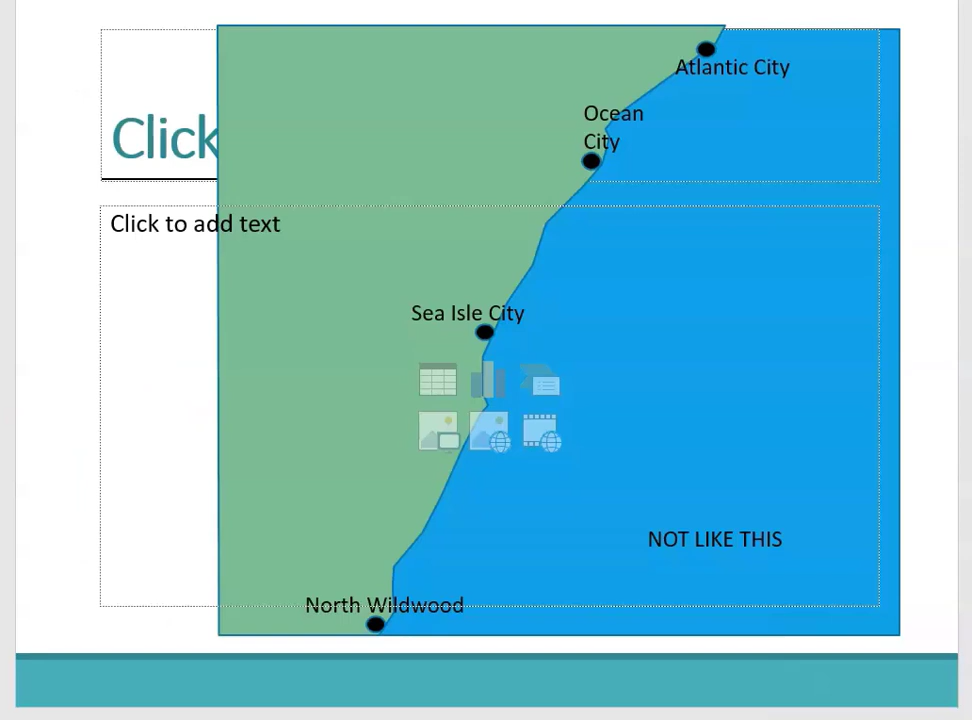 Atlantic City
Ocean
City
Click
Click to add text
Sea Isle City
NOT LIKE THIS
North Wildwood